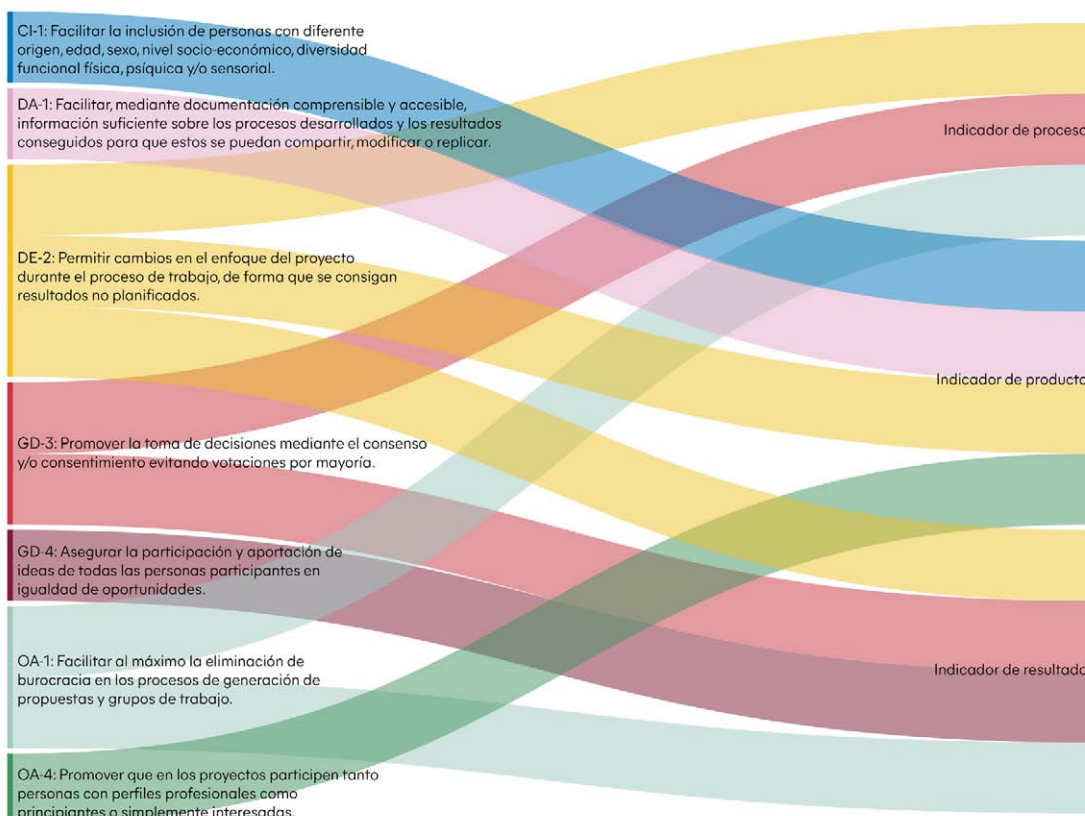 CI-1: Facilitar la inclusión de personas con diferente
origen, edad, sexo, nivel socio-económico, diversidad
funcional física, psíquica y/o sensorial.
DA-1: Facilitar, mediante documentación comprensible y accesible,
información suficiente sobre los procesos desarrollados y los resultados
conseguidos para que estos se puedan compartir, modificar o replicar.
DE-2: Permitir cambios en el enfoque del proyecto
durante el proceso de trabajo, de forma que se consigan
resultados no planificados.
GD-3: Promover la toma de decisiones mediante el consenso
y/o consentimiento evitando votaciones por mayoría.
GD-4: Asegurar la participación y aportación de
ideas de todas las personas participantes en
igualdad de oportunidades.
OA-1: Facilitar al máximo la eliminación de
burocracia en los procesos de generación de
propuestas y grupos de trabajo.
OA-4: Promover que en los proyectos participen tanto
personas con perfiles profesionales como
principiantes o simplemente interesadas.
Indicador de proceso
Indicador de producto
Indicador de resultado